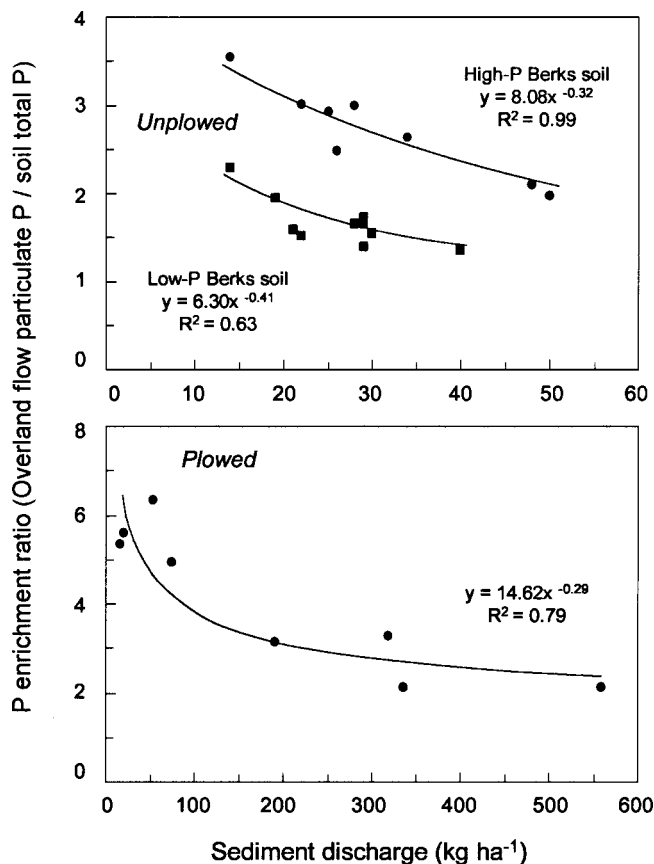 P enrichment ratio (Overland flow particulate P / soil total P)
4
3
2
1
0
Unplowed
High-P Berks soil
y = 8.08x -0.32
R2 = 0.99
Low-P Berks soil
y = 6.30x -0.41
R2 = 0.63
0 10 20 30 40 50 60
8
6
4
2
0
Plowed
y = 14.62x -0.29
R2 = 0.79
0 100 200 300 400 500 600
Sediment discharge (kg ha-1)